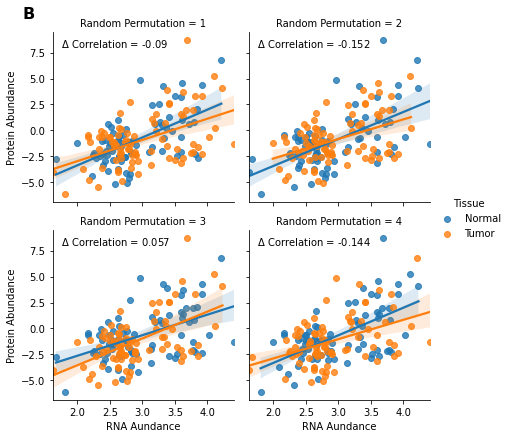 B
Random Permutation = 1
Random Permutation = 2
Δ Correlation = -0.09
Δ Correlation = -0.152
Protein Abundance
7.5
5.0
2.5
0.0
−2.5
−5.0
Random Permutation = 3
Random Permutation = 4
Δ Correlation = 0.057
Δ Correlation = -0.144
Protein Abundance
7.5
5.0
2.5
0.0
−2.5
−5.0
2.0 2.5 3.0 3.5 4.0
2.0 2.5 3.0 3.5 4.0
RNA Aundance
RNA Aundance
Tissue
Normal
Tumor